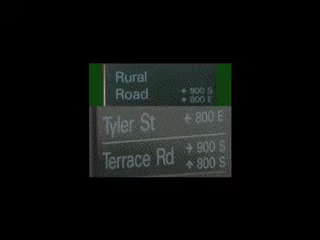 Rural
Road
← 900 S
→ 800 E
Tyler St ← 800 E
Terrace Rd → 900 S
↑ 800 S